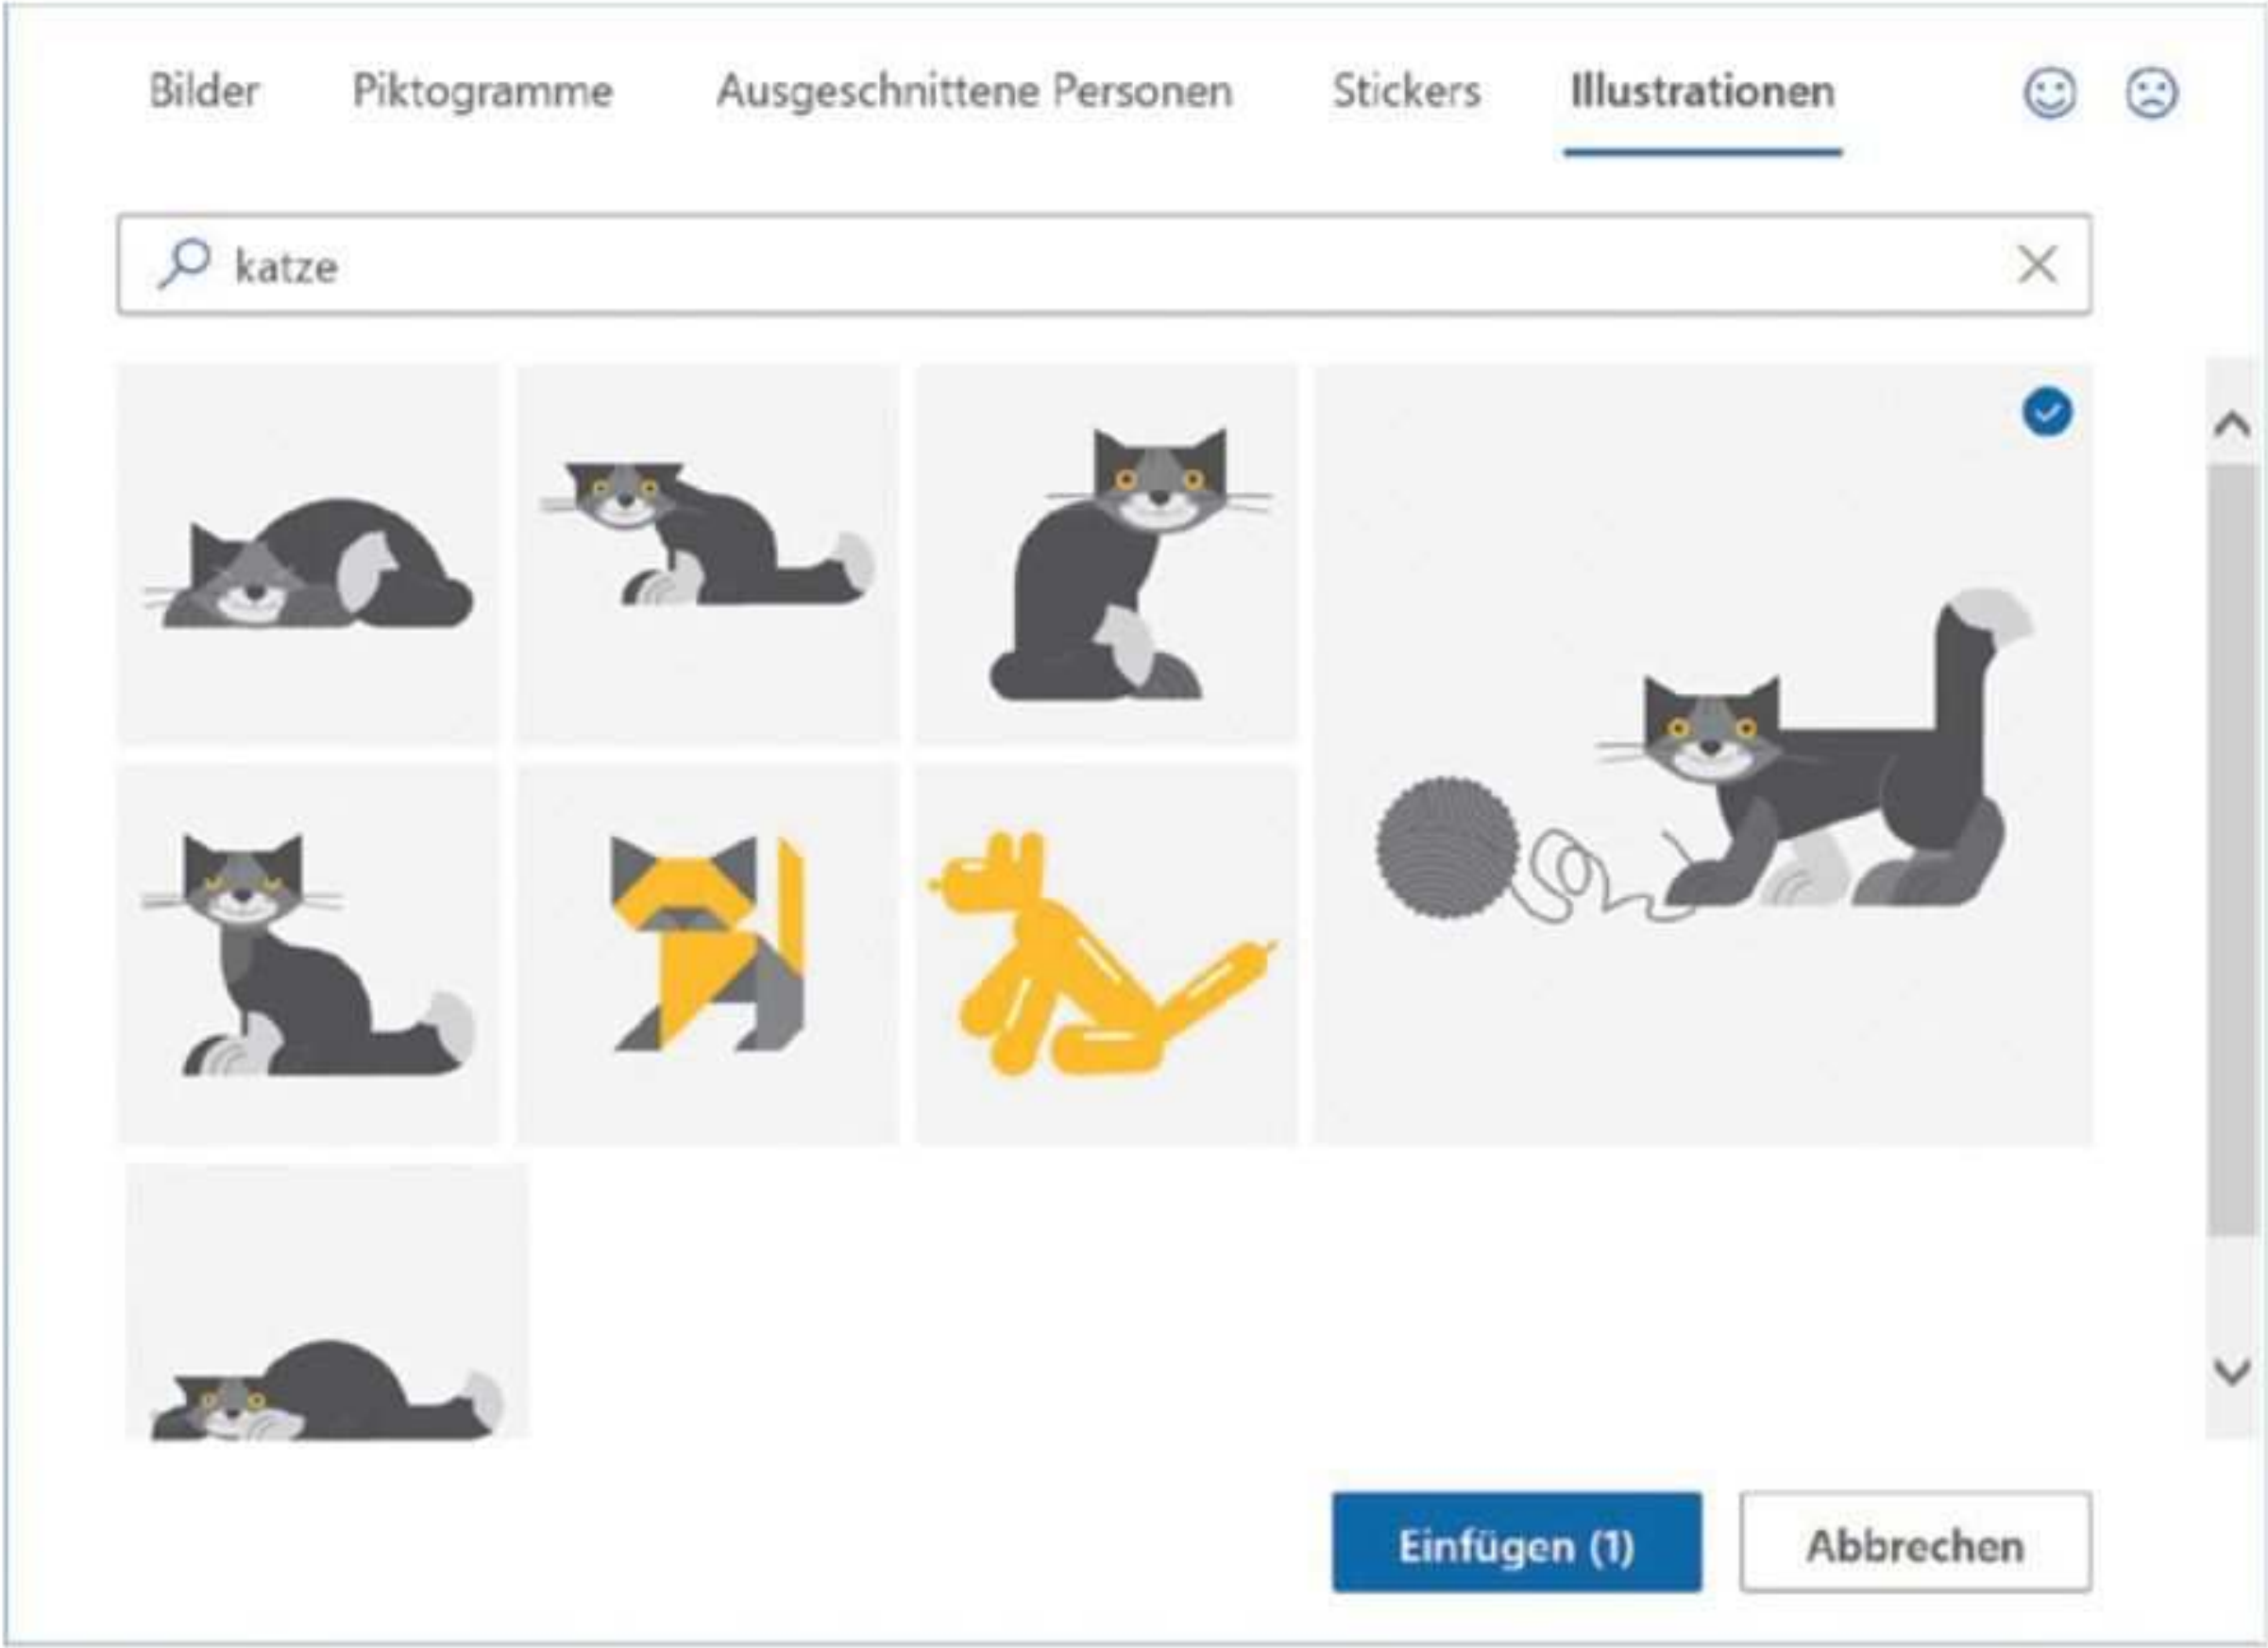 Bilder Piktogramme Ausgeschnittene Personen Stickers Illustrationen
katze
Einfügen (1) Abbrechen